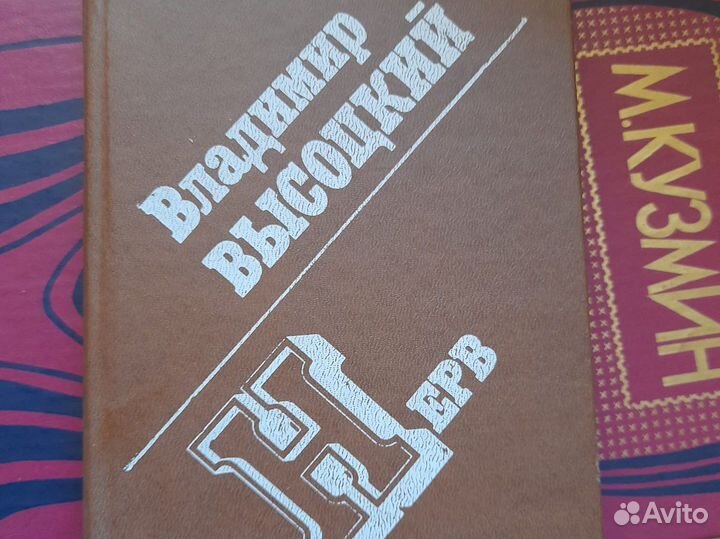 Владимир
ВЫСОЦКИЙ
Нерв
М.КУЗМИН
Avito